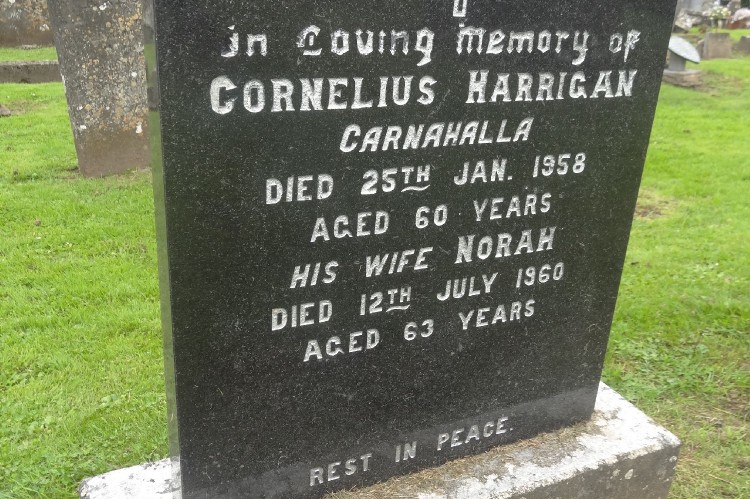 In Loving Memory of
CORNELIUS HARRIGAN
CARNAHALLA
DIED 25TH JAN. 1958
AGED 60 YEARS
HIS WIFE NORAH
DIED 12TH JULY 1960
AGED 63 YEARS
REST IN PEACE.